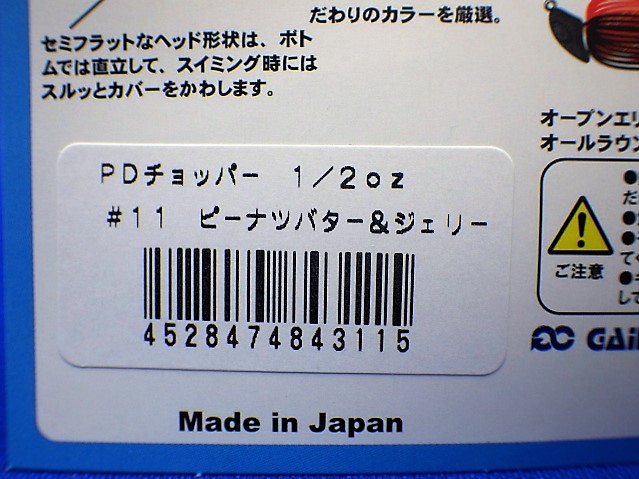 だわりのカラーを厳選。
セミフラットなヘッド形状は、ボト
ムでは直立して、スイミング時には
スルッとカバーをかわします。
オープンエリ
オールラウン
PDチョッパー 1/2oz
#11 ピーナツバター&ジェリー
4528474843115
ご注意
Made in Japan